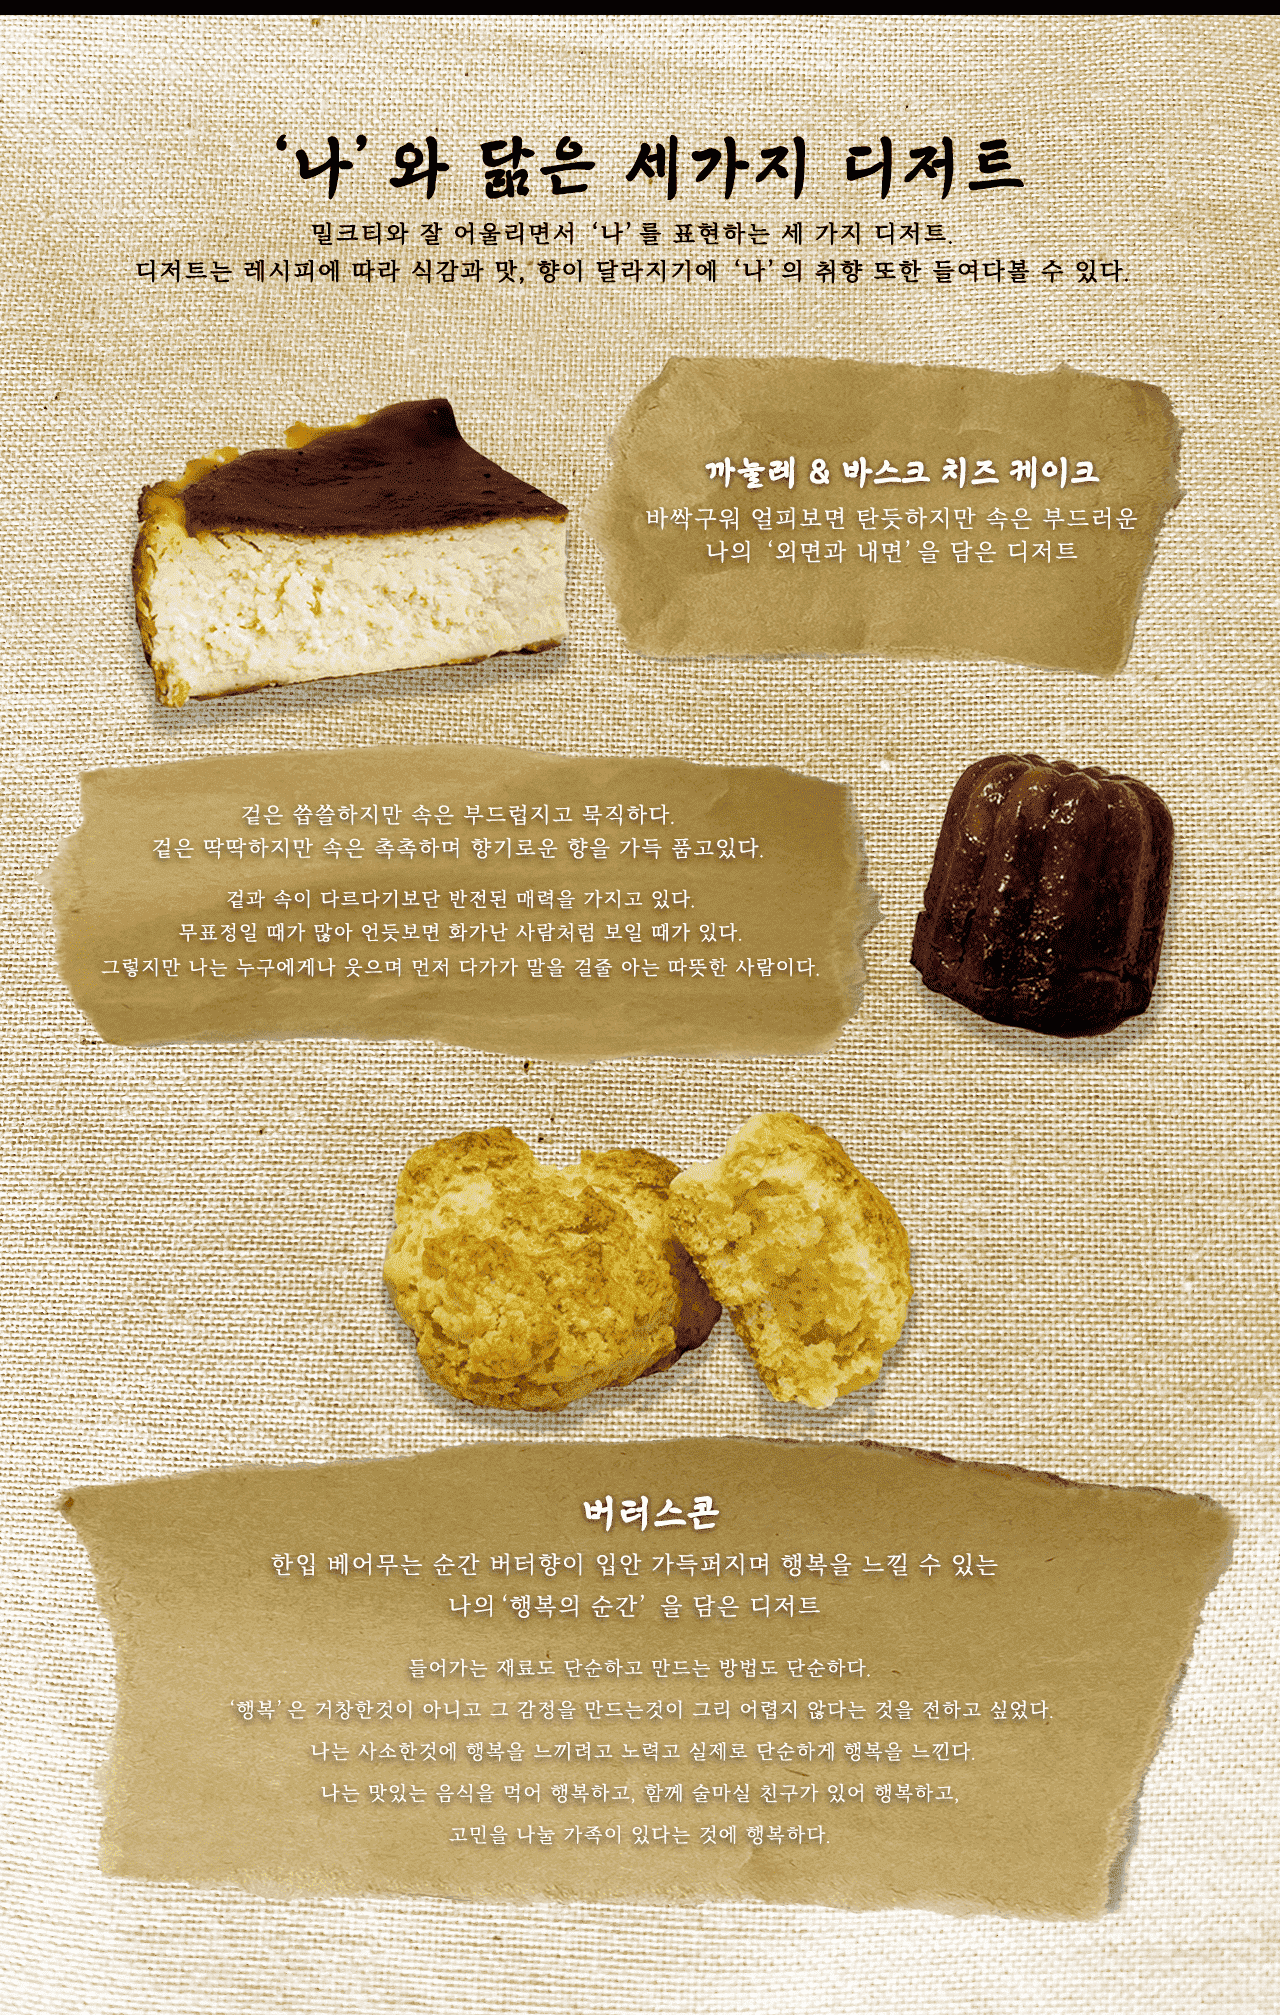 ‘나’와 닮은 세가지 디저트
밀크티와 잘 어울리면서 ‘나’를 표현하는 세 가지 디저트.
디저트는 레시피에 따라 식감과 맛, 향이 달라지기에 ‘나’의 취향 또한 들여다볼 수 있다.
까눌레 & 바스크 치즈 케이크
바싹구워 얼피보면 탄듯하지만 속은 부드러운
나의 ‘외면과 내면’을 담은 디저트
겉은 씁쓸하지만 속은 부드럽지고 묵직하다.
겉은 딱딱하지만 속은 촉촉하며 향기로운 향을 가득 품고있다.
겉과 속이 다르다기보단 반전된 매력을 가지고 있다.
무표정일 때가 많아 언듯보면 화가난 사람처럼 보일 때가 있다.
그렇지만 나는 누구에게나 웃으며 먼저 다가가 말을 걸줄 아는 따뜻한 사람이다.
버터스콘
한입 베어무는 순간 버터향이 입안 가득퍼지며 행복을 느낄 수 있는
나의 ‘행복의 순간’ 을 담은 디저트
들어가는 재료도 단순하고 만드는 방법도 단순하다.
‘행복’은 거창한것이 아니고 그 감정을 만드는것이 그리 어렵지 않다는 것을 전하고 싶었다.
나는 사소한것에 행복을 느끼려고 노력고 실제로 단순하게 행복을 느낀다.
나는 맛있는 음식을 먹어 행복하고, 함께 술마실 친구가 있어 행복하고,
고민을 나눌 가족이 있다는 것에 행복하다.